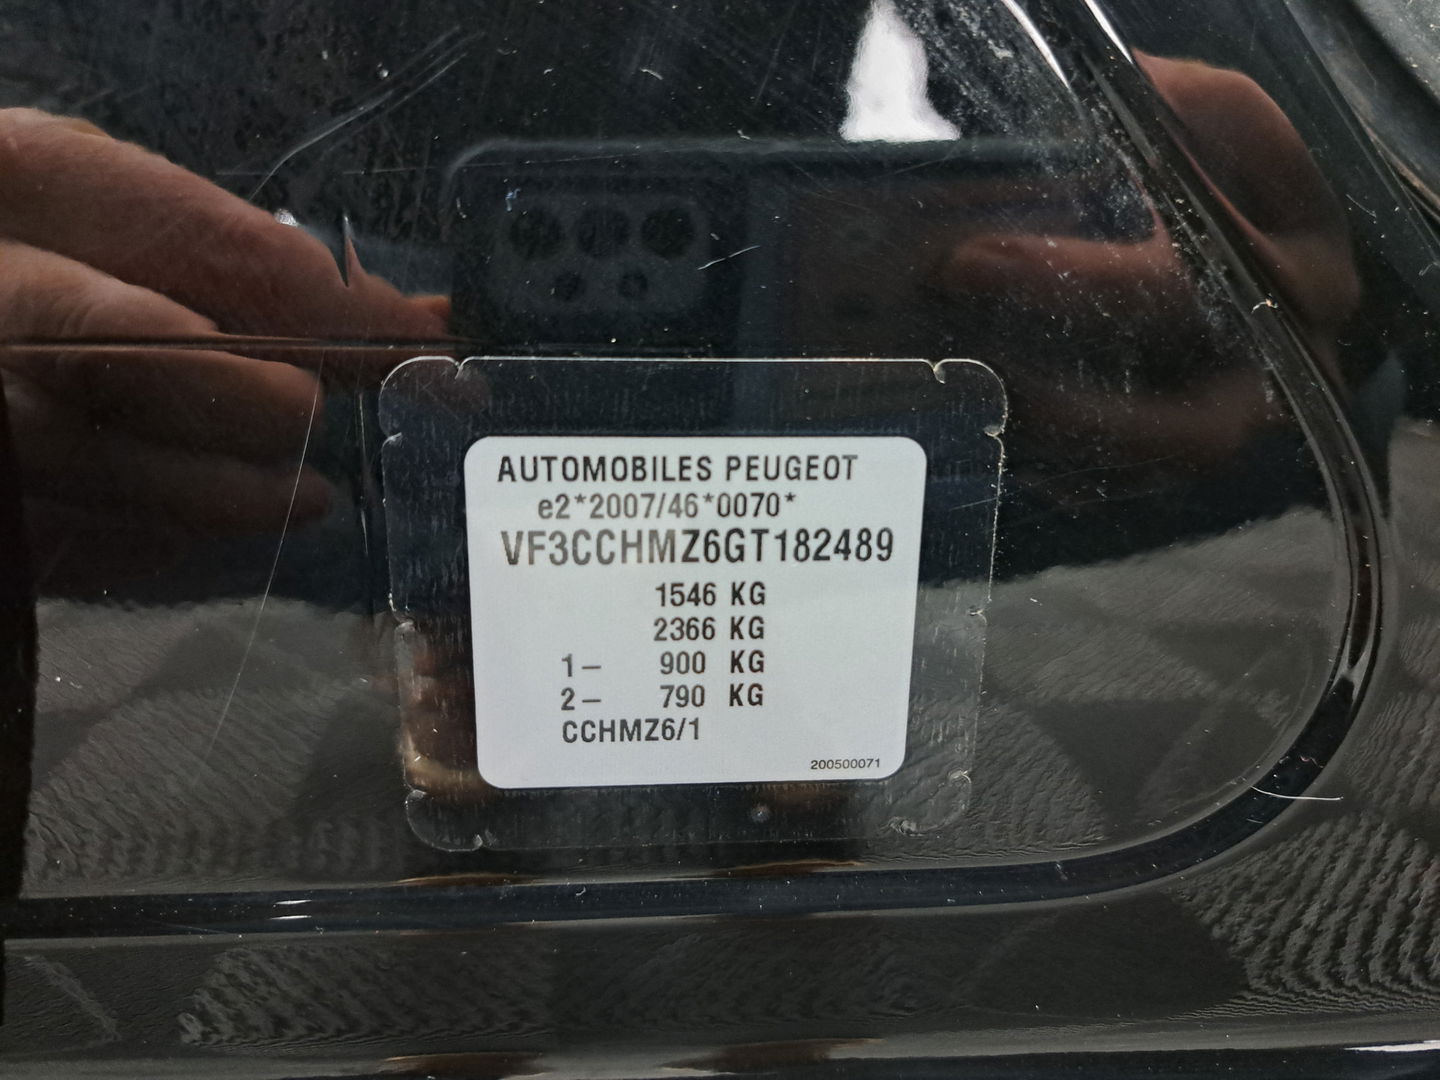 AUTOMOBILES PEUGEOT
e2*2007/46*0070*
VF3CCHMZ6GT182489
1546 KG
2366 KG
1- 900 KG
2- 790 KG
CCHMZ6/1
200500071